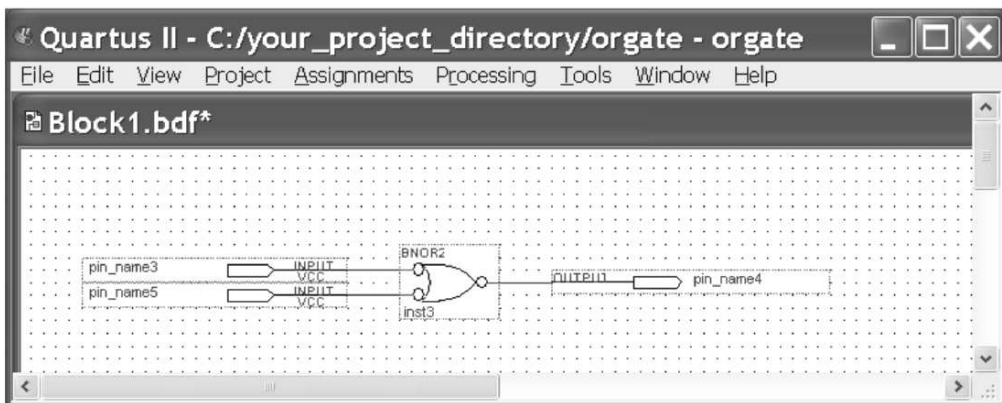 Quartus II - C:/your_project_directory/orgate - orgate
File Edit View Project Assignments Processing Tools Window Help
Block1.bdf*
BNOR2
pin_name3 INPUT
VCC
OUTPUT pin_name4
pin_name5 INPUT
VCC
inst3